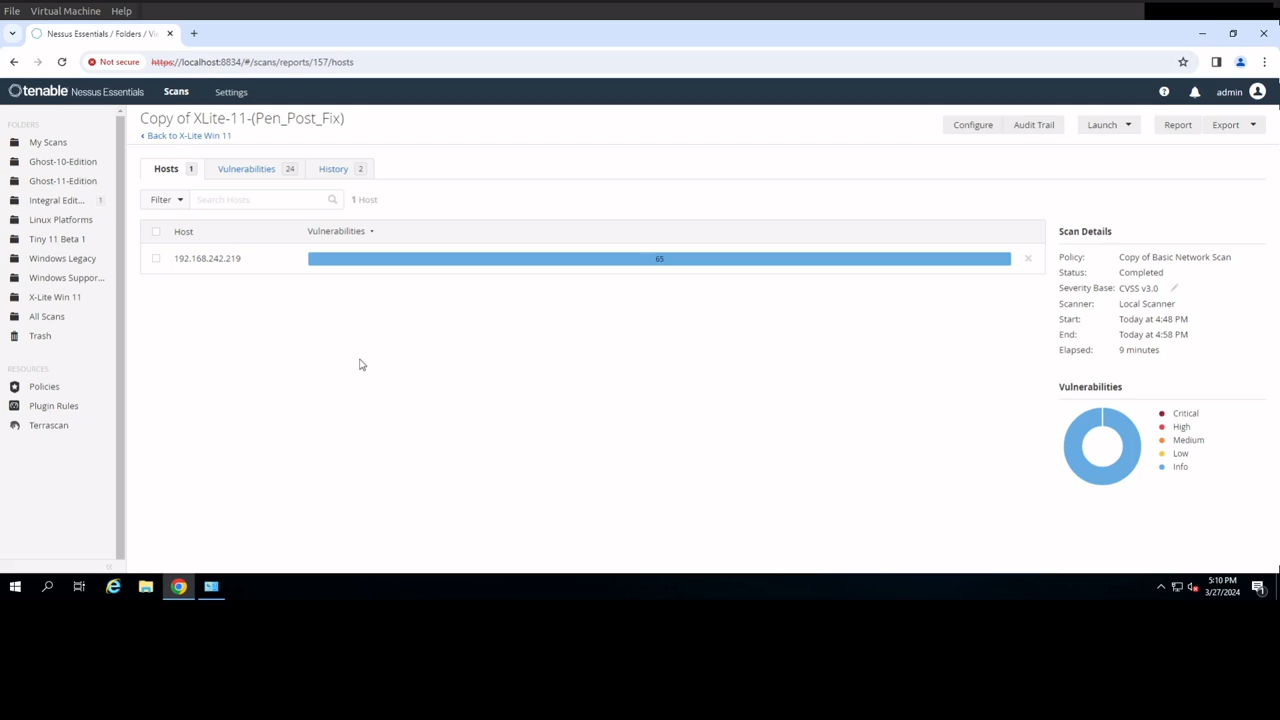 File Virtual Machine Help
Nessus Essentials / Folders / Vi
Not secure https://localhost:8834/#/scans/reports/157/hosts
tenable Nessus Essentials Scans Settings admin
FOLDERS
My Scans
Ghost-10-Edition
Ghost-11-Edition
Integral Edit... 1
Linux Platforms
Tiny 11 Beta 1
Windows Legacy
Windows Suppor...
X-Lite Win 11
All Scans
Trash
RESOURCES
Policies
Plugin Rules
Terrascan
Copy of XLite-11-(Pen_Post_Fix)
Back to X-Lite Win 11
Configure Audit Trail Launch Report Export
Hosts 1 Vulnerabilities 24 History 2
Filter Search Hosts 1 Host
Host Vulnerabilities
192.168.242.219 65
Scan Details
Policy: Copy of Basic Network Scan
Status: Completed
Severity Base: CVSS v3.0
Scanner: Local Scanner
Start: Today at 4:48 PM
End: Today at 4:58 PM
Elapsed: 9 minutes
Vulnerabilities
Critical
High
Medium
Low
Info
5:10 PM
3/27/2024
1